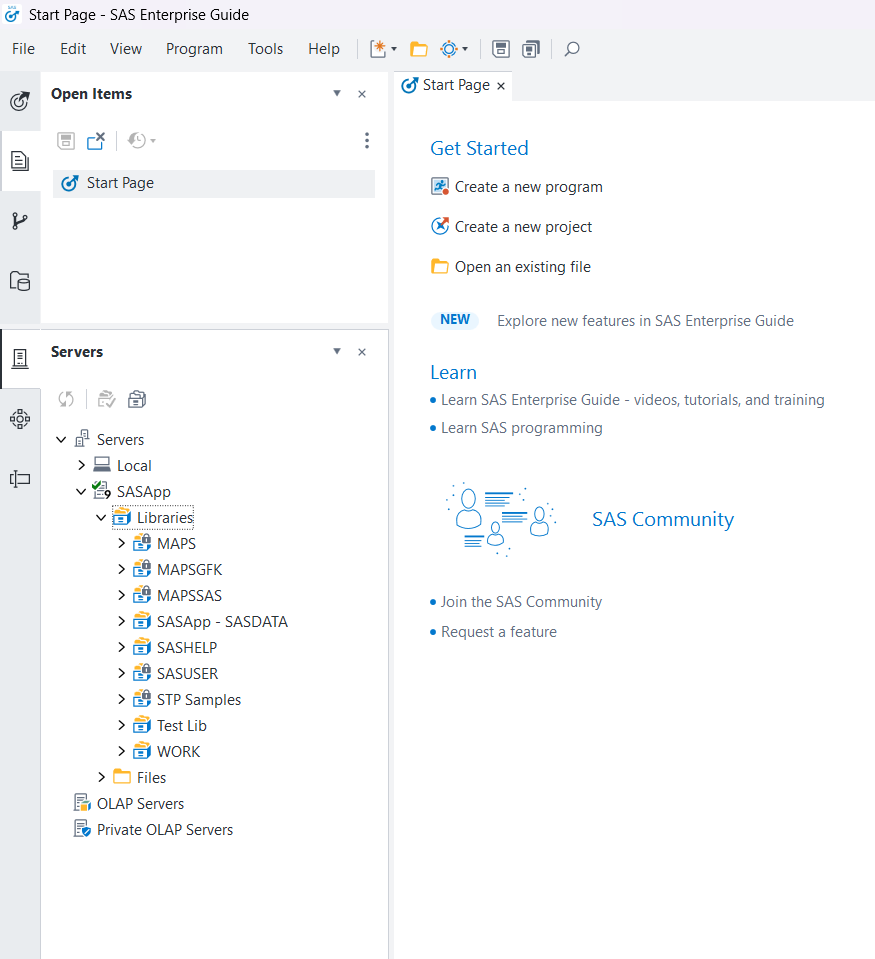 Start Page - SAS Enterprise Guide
File Edit View Program Tools Help
Open Items
Start Page
Servers
Servers
Local
SASApp
Libraries
MAPS
MAPSGFK
MAPSSAS
SASApp - SASDATA
SASHELP
SASUSER
STP Samples
Test Lib
WORK
Files
OLAP Servers
Private OLAP Servers
Start Page
Get Started
Create a new program
Create a new project
Open an existing file
NEW Explore new features in SAS Enterprise Guide
Learn
Learn SAS Enterprise Guide - videos, tutorials, and training
Learn SAS programming
SAS Community
Join the SAS Community
Request a feature